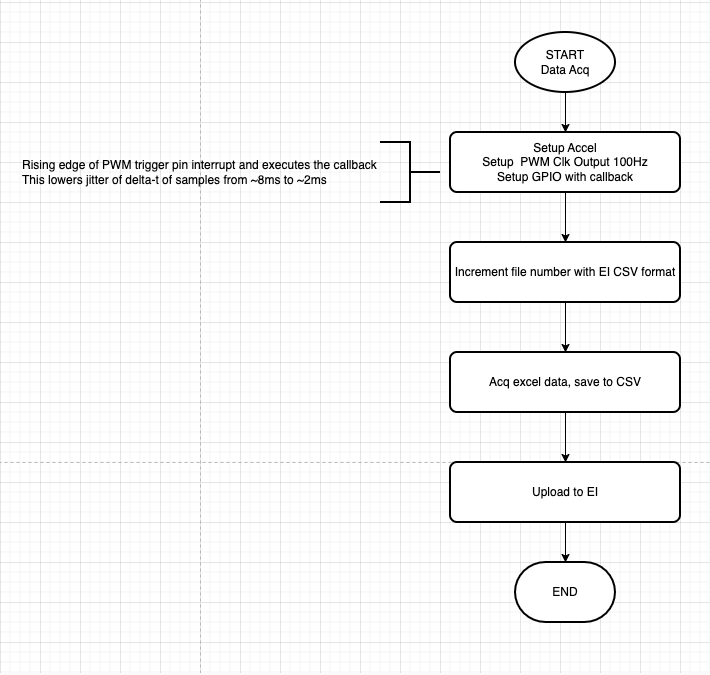 START
Data Acq
Setup Accel
Setup PWM Clk Output 100Hz
Setup GPIO with callback
Rising edge of PWM trigger pin interrupt and executes the callback
This lowers jitter of delta-t of samples from ~8ms to ~2ms
Increment file number with EI CSV format
Acq excel data, save to CSV
Upload to EI
END